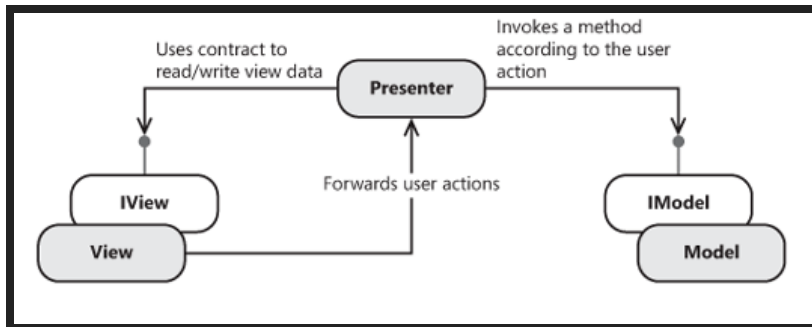 Uses contract to
read/write view data
Presenter
Invokes a method
according to the user
action
Forwards user actions
IView
View
IModel
Model